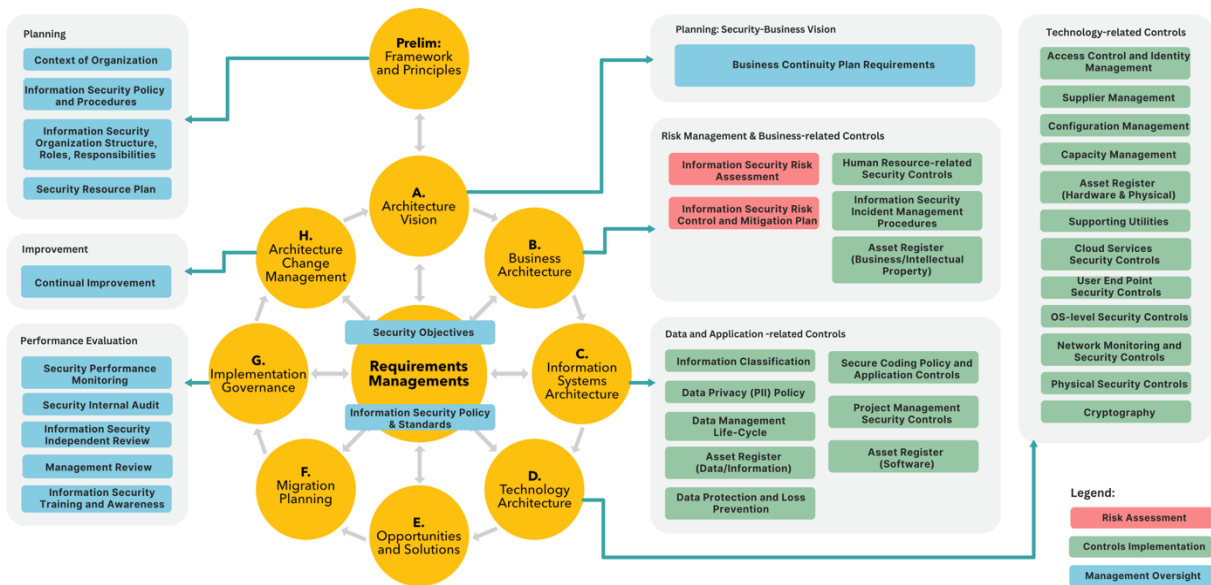 Planning
Context of Organization
Information Security Policy
and Procedures
Information Security
Organization Structure,
Roles, Responsibilities
Security Resource Plan
Improvement
Continual Improvement
Performance Evaluation
Security Performance
Monitoring
Security Internal Audit
Information Security
Independent Review
Management Review
Information Security
Training and Awareness
Prelim:
Framework
and Principles
A.
Architecture
Vision
B.
Business
Architecture
C.
Information
Systems
Architecture
D.
Technology
Architecture
E.
Opportunities
and Solutions
F.
Migration
Planning
G.
Implementation
Governance
H.
Architecture
Change
Management
Security Objectives
Requirements
Managements
Information Security Policy
& Standards
Planning: Security-Business Vision
Business Continuity Plan Requirements
Risk Management & Business-related Controls
Information Security Risk
Assessment
Information Security Risk
Control and Mitigation Plan
Human Resource-related
Security Controls
Information Security
Incident Management
Procedures
Asset Register
(Business/Intellectual
Property)
Data and Application -related Controls
Information Classification
Data Privacy (PII) Policy
Data Management
Life-Cycle
Asset Register
(Data/Information)
Data Protection and Loss
Prevention
Secure Coding Policy and
Application Controls
Project Management
Security Controls
Asset Register
(Software)
Technology-related Controls
Access Control and Identity
Management
Supplier Management
Configuration Management
Capacity Management
Asset Register
(Hardware & Physical)
Supporting Utilities
Cloud Services
Security Controls
User End Point
Security Controls
OS-level Security Controls
Network Monitoring and
Security Controls
Physical Security Controls
Cryptography
Legend:
Risk Assessment
Controls Implementation
Management Oversight